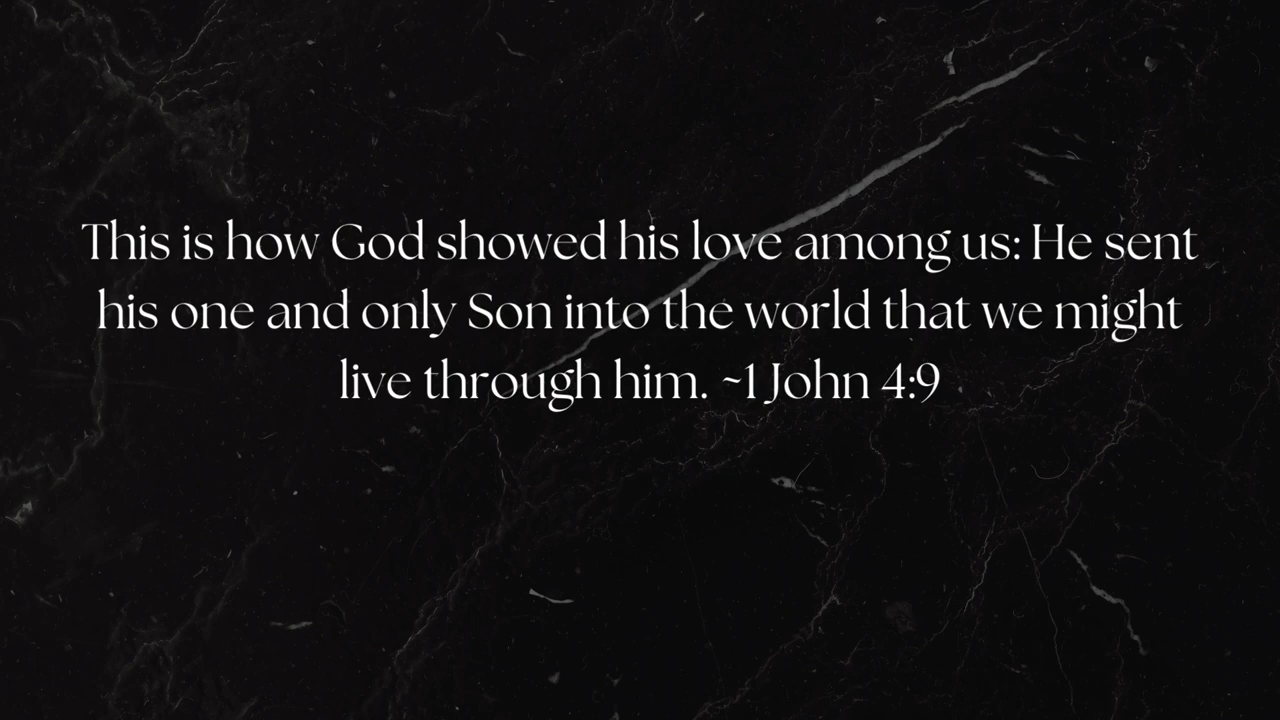 This is how God showed his love among us: He sent
his one and only Son into the world that we might
live through him. ~1 John 4:9